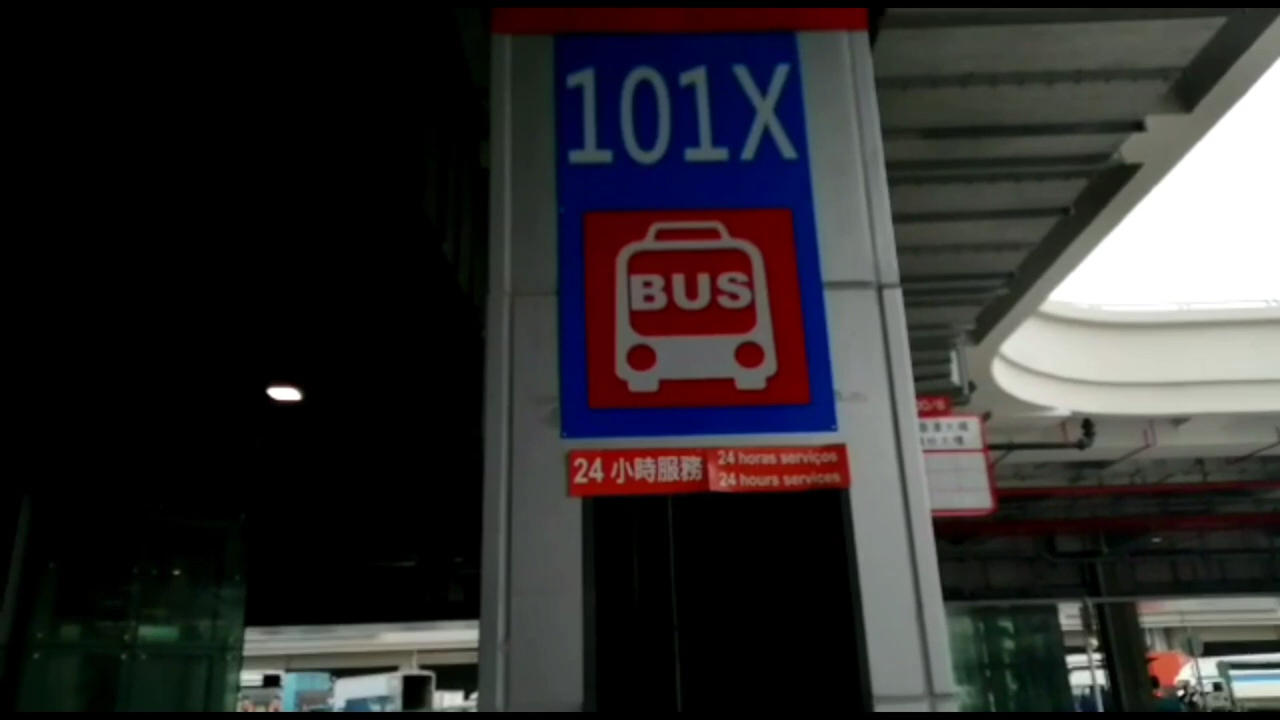 101X
BUS
24 小時服務
24 horas serviços
24 hours services